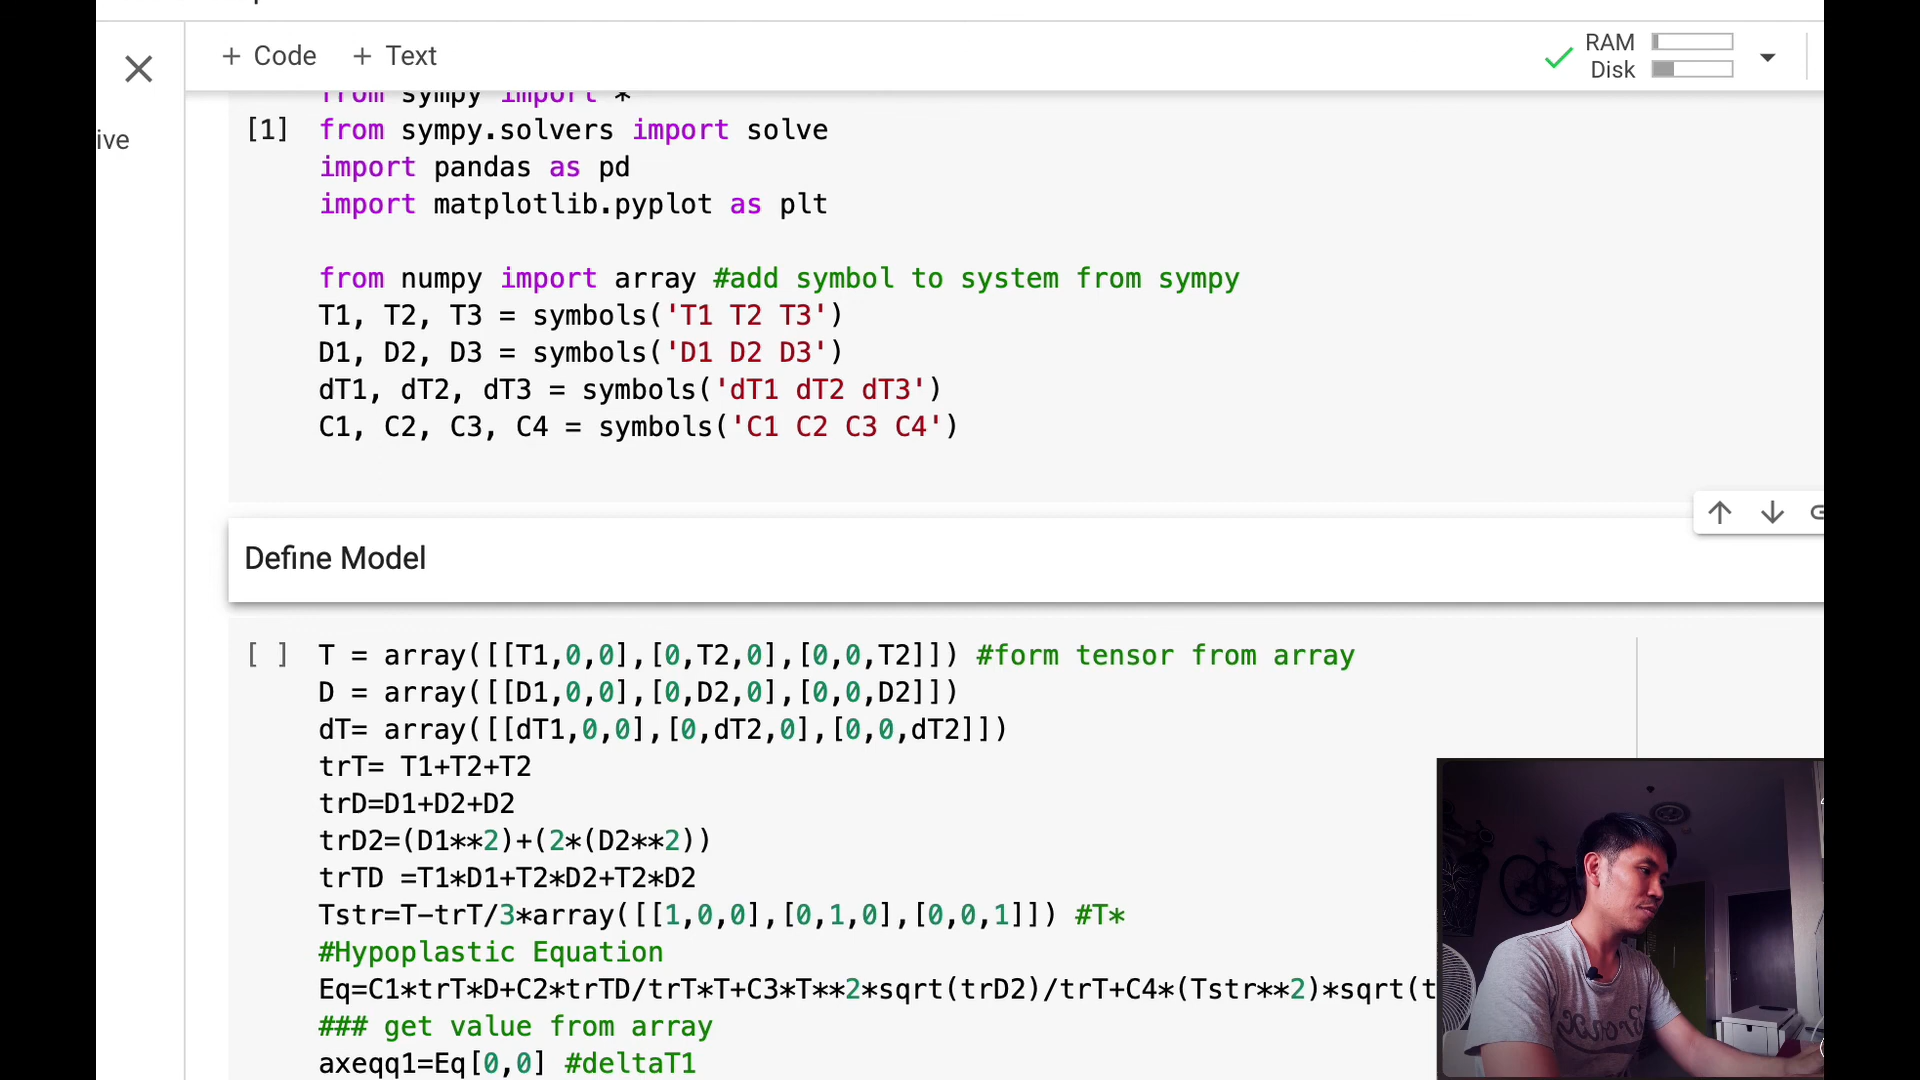 + Code + Text
RAM
Disk
ive
from sympy import *
[1] from sympy.solvers import solve
import pandas as pd
import matplotlib.pyplot as plt
from numpy import array #add symbol to system from sympy
T1, T2, T3 = symbols('T1 T2 T3')
D1, D2, D3 = symbols('D1 D2 D3')
dT1, dT2, dT3 = symbols('dT1 dT2 dT3')
C1, C2, C3, C4 = symbols('C1 C2 C3 C4')
Define Model
[ ] T = array([[T1,0,0],[0,T2,0],[0,0,T2]]) #form tensor from array
D = array([[D1,0,0],[0,D2,0],[0,0,D2]])
dT= array([[dT1,0,0],[0,dT2,0],[0,0,dT2]])
trT= T1+T2+T2
trD=D1+D2+D2
trD2=(D1**2)+(2*(D2**2))
trTD =T1*D1+T2*D2+T2*D2
Tstr=T-trT/3*array([[1,0,0],[0,1,0],[0,0,1]]) #T*
#Hypoplastic Equation
Eq=C1*trT*D+C2*trTD/trT*T+C3*T**2*sqrt(trD2)/trT+C4*(Tstr**2)*sqrt(t
### get value from array
axeqq1=Eq[0,0] #deltaT1